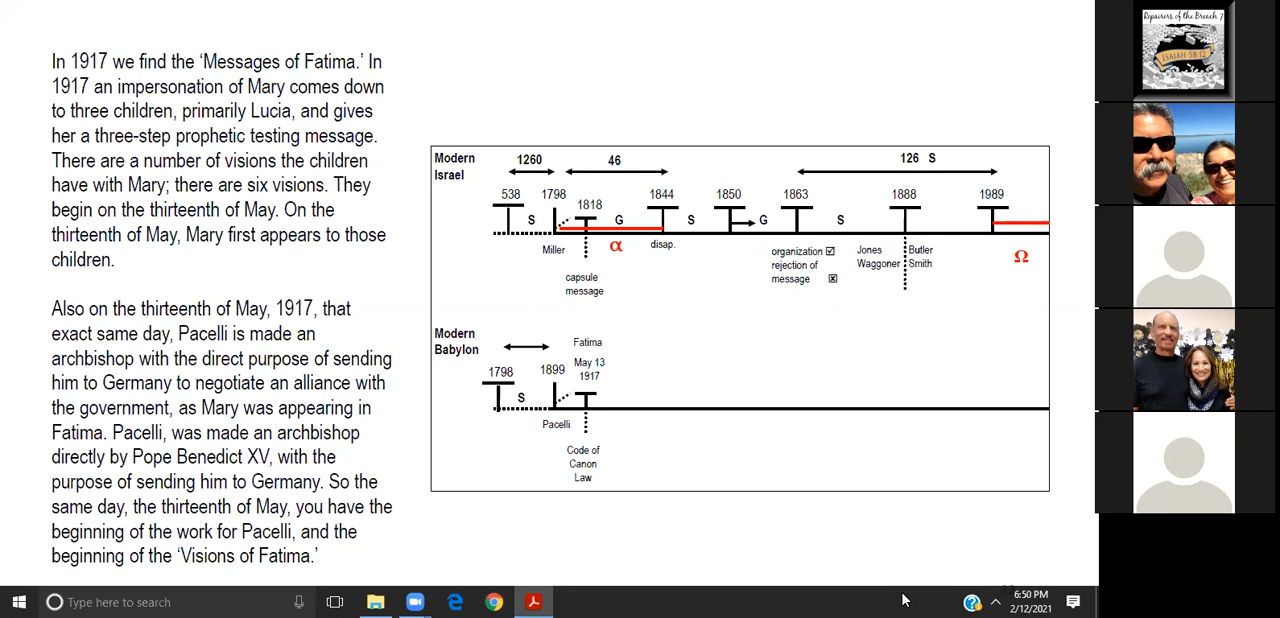 In 1917 we find the ‘Messages of Fatima.’ In
1917 an impersonation of Mary comes down
to three children, primarily Lucia, and gives
her a three-step prophetic testing message.
There are a number of visions the children
have with Mary; there are six visions. They
begin on the thirteenth of May. On the
thirteenth of May, Mary first appears to those
children.
Also on the thirteenth of May, 1917, that
exact same day, Pacelli is made an
archbishop with the direct purpose of sending
him to Germany to negotiate an alliance with
the government, as Mary was appearing in
Fatima. Pacelli, was made an archbishop
directly by Pope Benedict XV, with the
purpose of sending him to Germany. So the
same day, the thirteenth of May, you have the
beginning of the work for Pacelli, and the
beginning of the ‘Visions of Fatima.’
Modern
Israel
1260
46
126 S
538
1798
1818
1844
1850
1863
1888
1989
S
G
S
G
S
α
Ω
Miller
disap.
capsule
message
organization ☑
rejection of
message ☒
Jones
Waggoner
Butler
Smith
Modern
Babylon
Fatima
May 13
1917
1798
1899
S
Pacelli
Code of
Canon
Law
Repairers of the Breach 7
ISAIAH 58:12
Type here to search
6:50 PM
2/12/2021